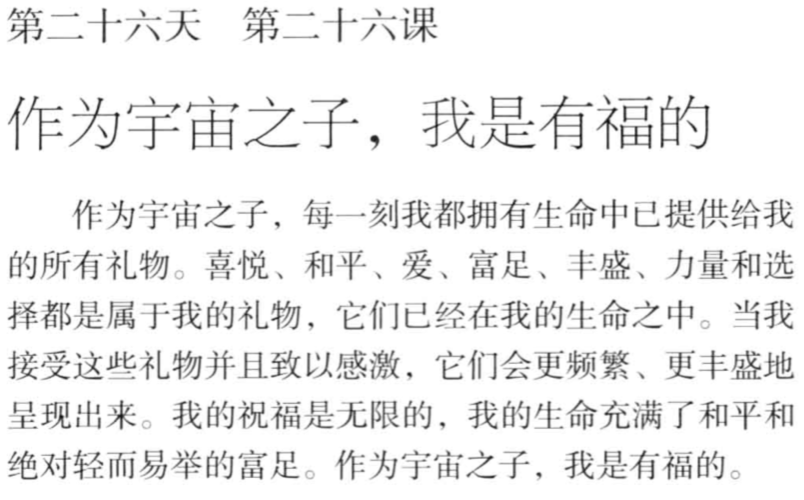 第二十六天　第二十六课
作为宇宙之子，我是有福的
作为宇宙之子，每一刻我都拥有生命中已提供给我
的所有礼物。喜悦、和平、爱、富足、丰盛、力量和选
择都是属于我的礼物，它们已经在我的生命之中。当我
接受这些礼物并且致以感激，它们会更频繁、更丰盛地
呈现出来。我的祝福是无限的，我的生命充满了和平和
绝对轻而易举的富足。作为宇宙之子，我是有福的。